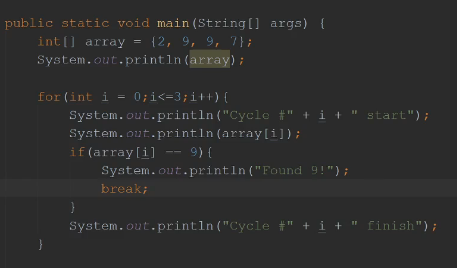 public static void main(String[] args) {
    int[] array = {2, 9, 9, 7};
    System.out.println(array);

    for(int i = 0;i<=3;i++){
        System.out.println("Cycle #" + i + " start");
        System.out.println(array[i]);
        if(array[i] == 9){
            System.out.println("Found 9!");
            break;
        }
        System.out.println("Cycle #" + i + " finish");
    }